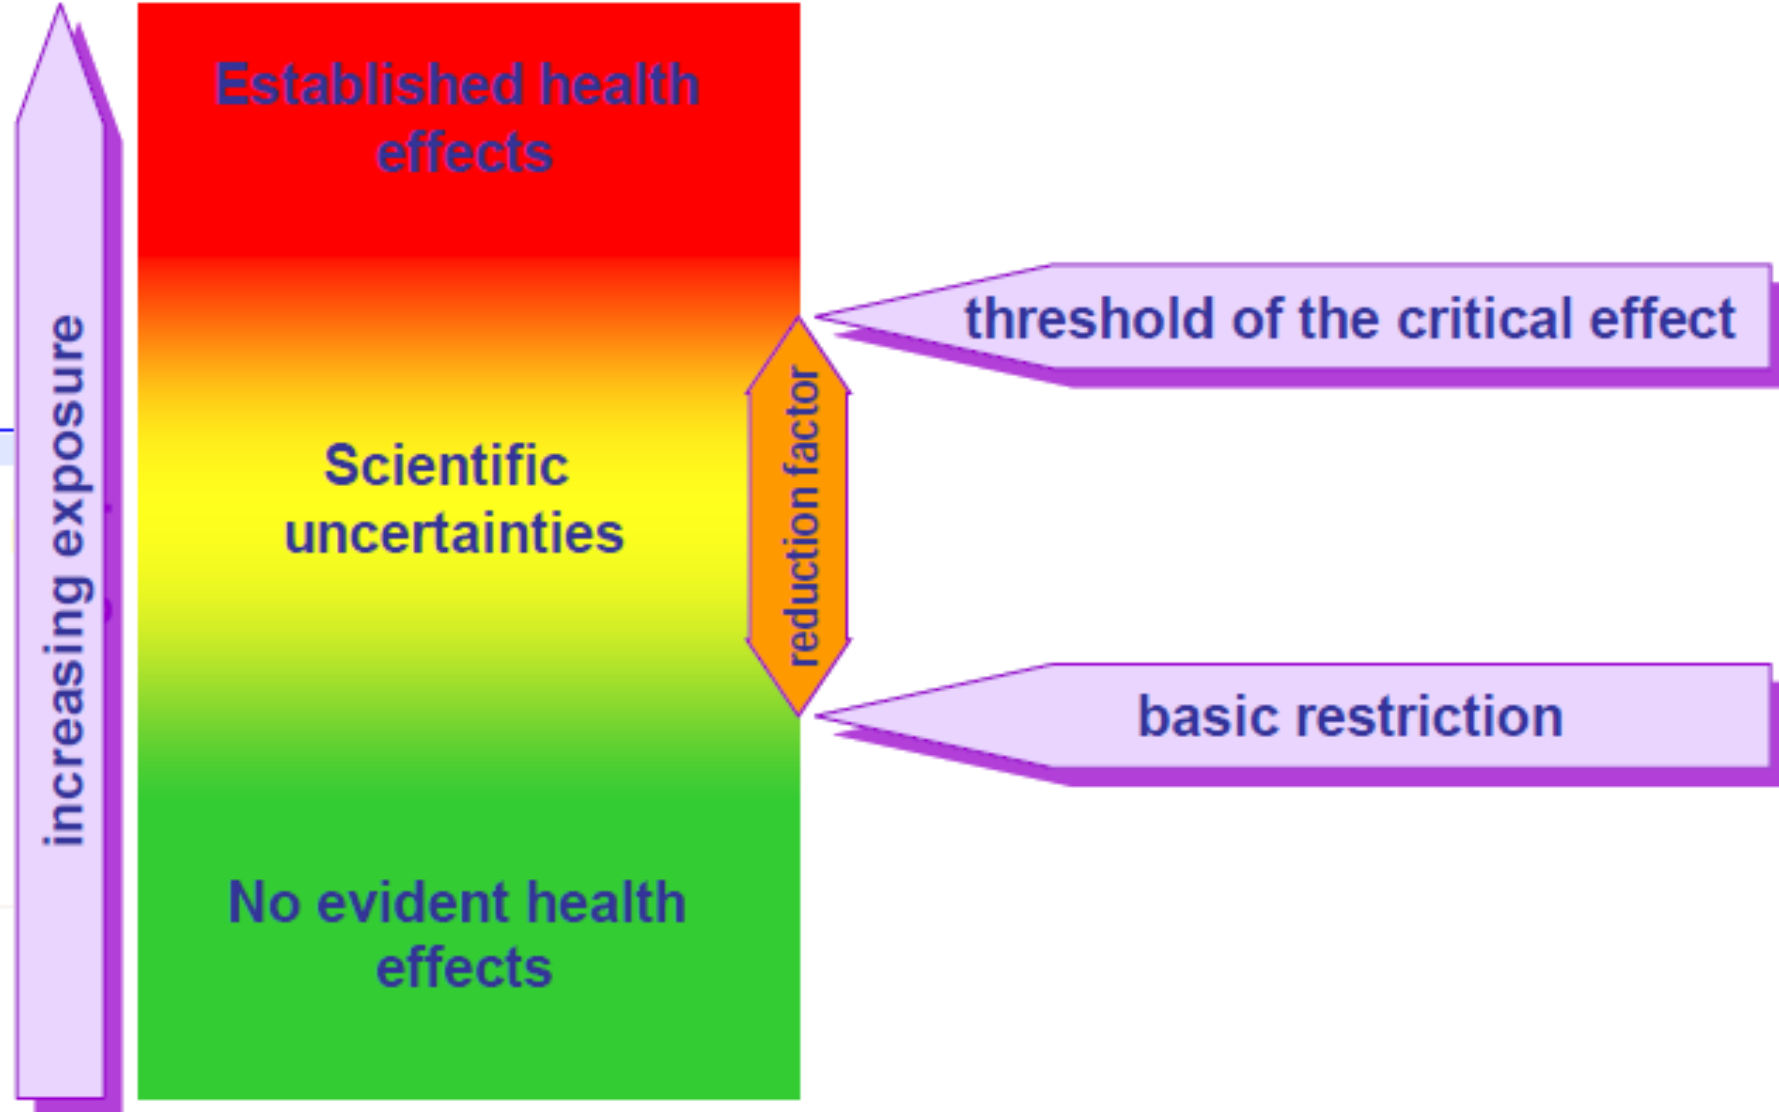 increasing exposure
Established health
effects
Scientific
uncertainties
No evident health
effects
reduction factor
threshold of the critical effect
basic restriction